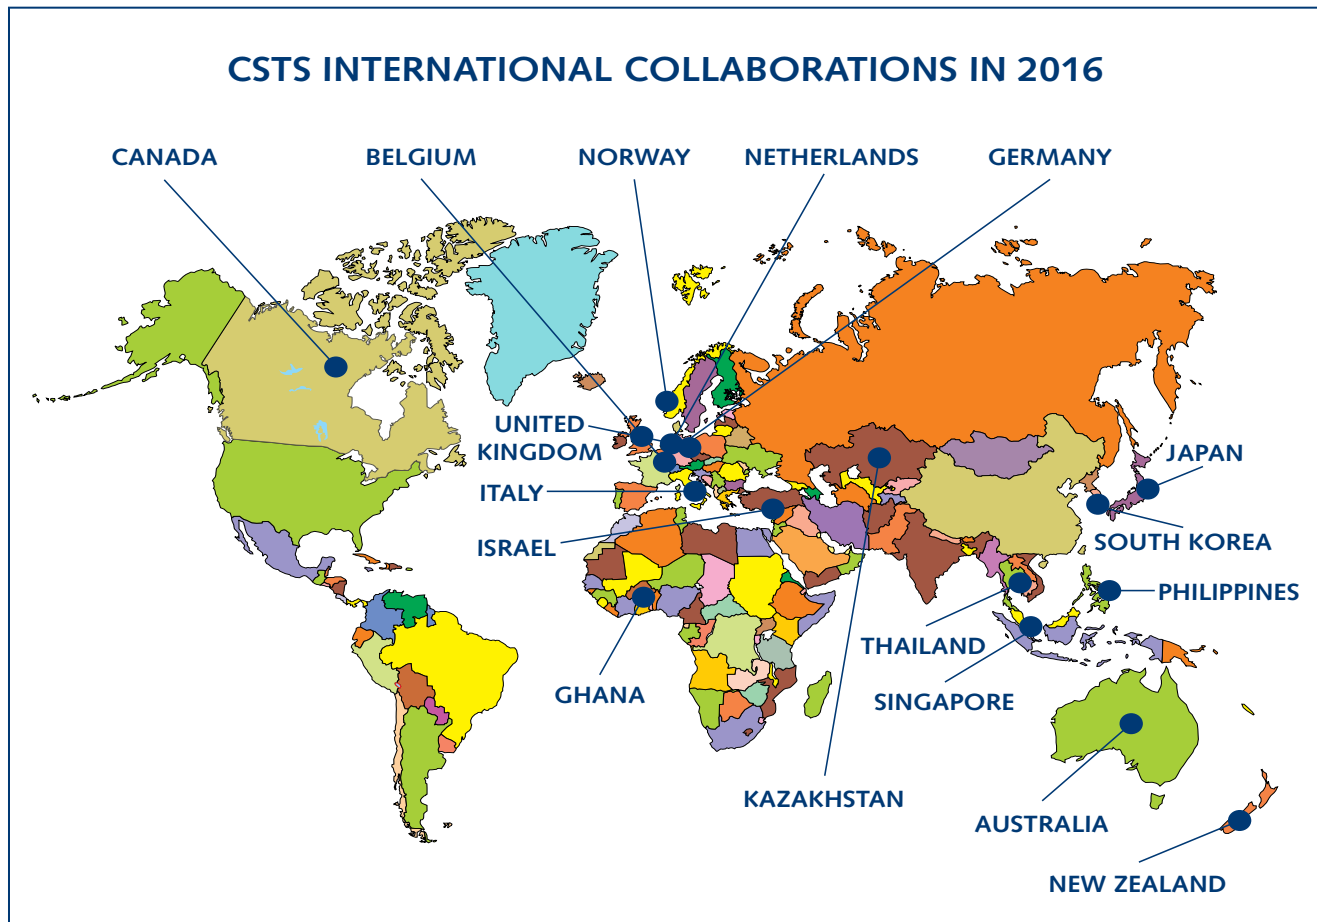 CSTS INTERNATIONAL COLLABORATIONS IN 2016
CANADA
BELGIUM
NORWAY
NETHERLANDS
GERMANY
UNITED
KINGDOM
ITALY
ISRAEL
JAPAN
SOUTH KOREA
PHILIPPINES
THAILAND
SINGAPORE
GHANA
KAZAKHSTAN
AUSTRALIA
NEW ZEALAND